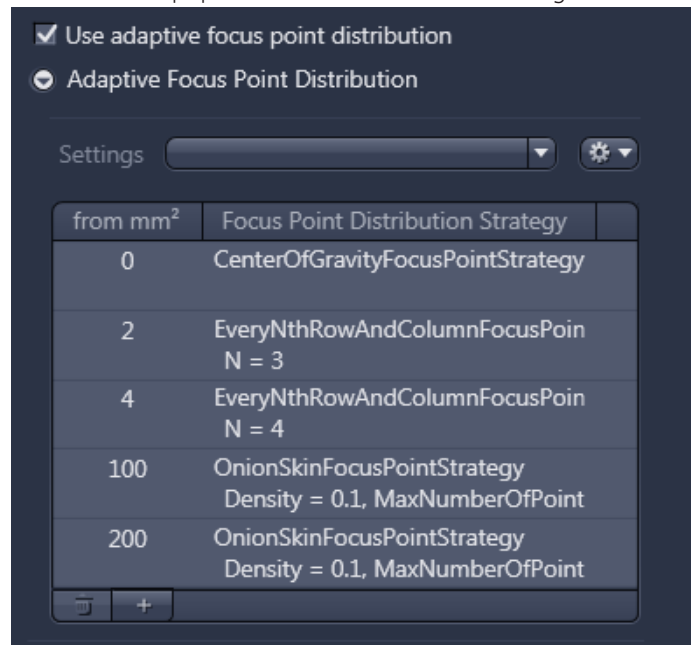 Use adaptive focus point distribution
Adaptive Focus Point Distribution
Settings
from mm² Focus Point Distribution Strategy
0 CenterOfGravityFocusPointStrategy
2 EveryNthRowAndColumnFocusPoin
N = 3
4 EveryNthRowAndColumnFocusPoin
N = 4
100 OnionSkinFocusPointStrategy
Density = 0.1, MaxNumberOfPoint
200 OnionSkinFocusPointStrategy
Density = 0.1, MaxNumberOfPoint
+